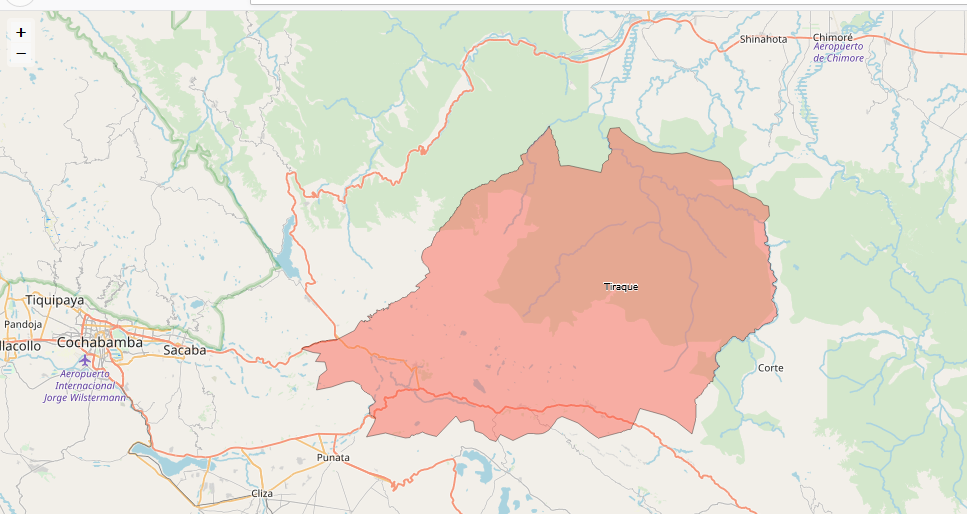 +
−
Shinahota
Chimoré
Aeropuerto
de Chimore
Tiraque
Tiquipaya
Pandoja
llacollo
Cochabamba
Sacaba
Aeropuerto
Internacional
Jorge Wilstermann
Corte
Punata
Cliza